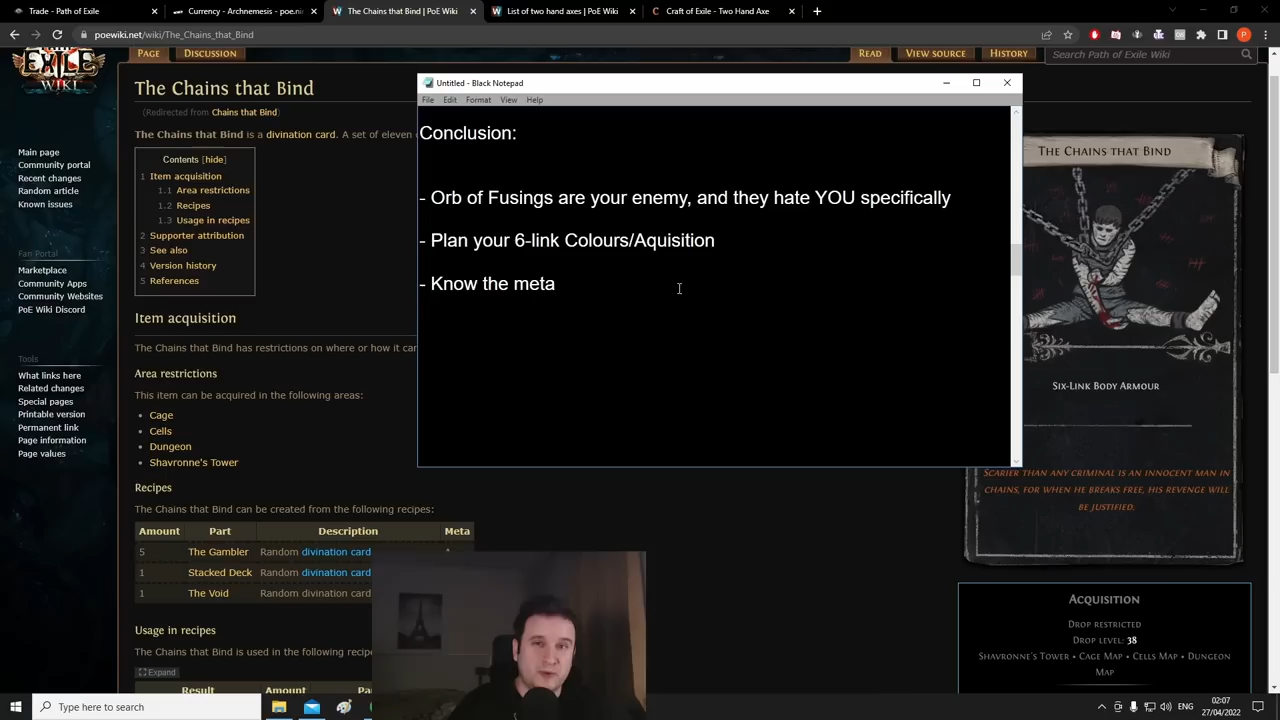 Trade - Path of Exile
Currency - Archnemesis - poe.nin
The Chains that Bind | PoE Wiki
List of two hand axes | PoE Wiki
Craft of Exile - Two Hand Axe
poewiki.net/wiki/The_Chains_that_Bind
EXILE
WIKI
PAGE
DISCUSSION
READ
VIEW SOURCE
HISTORY
Search Path of Exile Wiki
Main page
Community portal
Recent changes
Random article
Known issues
Fan Portal
Marketplace
Community Apps
Community Websites
PoE Wiki Discord
Tools
What links here
Related changes
Special pages
Printable version
Permanent link
Page information
Page values
The Chains that Bind
(Redirected from Chains that Bind)
The Chains that Bind is a divination card. A set of eleven
Contents [hide]
1 Item acquisition
1.1 Area restrictions
1.2 Recipes
1.3 Usage in recipes
2 Supporter attribution
3 See also
4 Version history
5 References
Item acquisition
The Chains that Bind has restrictions on where or how it can
Area restrictions
This item can be acquired in the following areas:
• Cage
• Cells
• Dungeon
• Shavronne's Tower
Recipes
The Chains that Bind can be created from the following recipes:
Amount Part Description Meta
5 The Gambler Random divination card
1 Stacked Deck Random divination card
1 The Void Random divination card
Usage in recipes
The Chains that Bind is used in the following recipe
Expand
Result Amount Pa
Untitled - Black Notepad
File Edit Format View Help
Conclusion:
- Orb of Fusings are your enemy, and they hate YOU specifically
- Plan your 6-link Colours/Aquisition
- Know the meta
THE CHAINS THAT BIND
SIX-LINK BODY ARMOUR
SCARIER THAN ANY CRIMINAL IS AN INNOCENT MAN IN
CHAINS, FOR WHEN HE BREAKS FREE, HIS REVENGE WILL
BE JUSTIFIED.
ACQUISITION
DROP RESTRICTED
DROP LEVEL: 38
SHAVRONNE'S TOWER • CAGE MAP • CELLS MAP • DUNGEON
MAP
Type here to search
ENG
02:07
27/04/2022